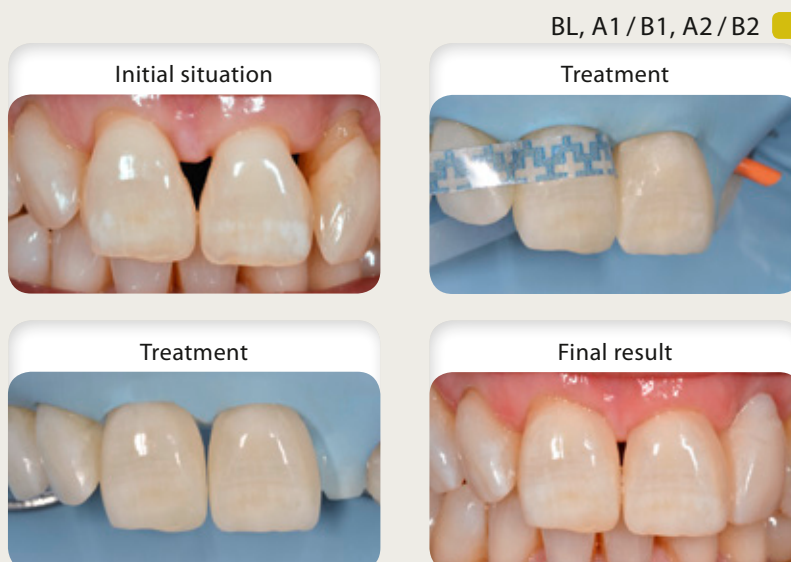 BL, A1 / B1, A2 / B2
Initial situation
Treatment
Treatment
Final result